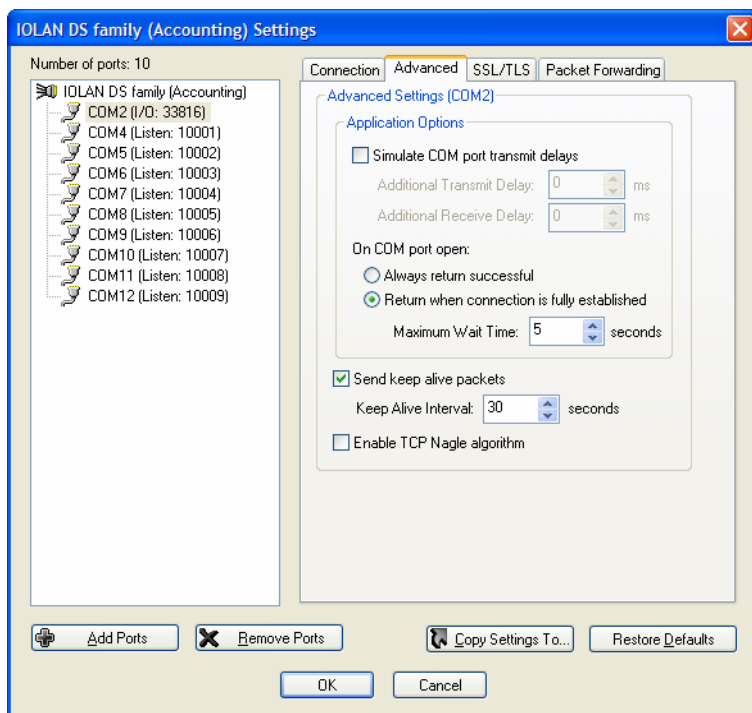 IOLAN DS family (Accounting) Settings
Number of ports: 10
IOLAN DS family (Accounting)
COM2 (I/O: 33816)
COM4 (Listen: 10001)
COM5 (Listen: 10002)
COM6 (Listen: 10003)
COM7 (Listen: 10004)
COM8 (Listen: 10005)
COM9 (Listen: 10006)
COM10 (Listen: 10007)
COM11 (Listen: 10008)
COM12 (Listen: 10009)
Connection Advanced SSL/TLS Packet Forwarding
Advanced Settings (COM2)
Application Options
Simulate COM port transmit delays
Additional Transmit Delay: 0 ms
Additional Receive Delay: 0 ms
On COM port open:
Always return successful
Return when connection is fully established
Maximum Wait Time: 5 seconds
Send keep alive packets
Keep Alive Interval: 30 seconds
Enable TCP Nagle algorithm
Add Ports Remove Ports Copy Settings To... Restore Defaults
OK Cancel